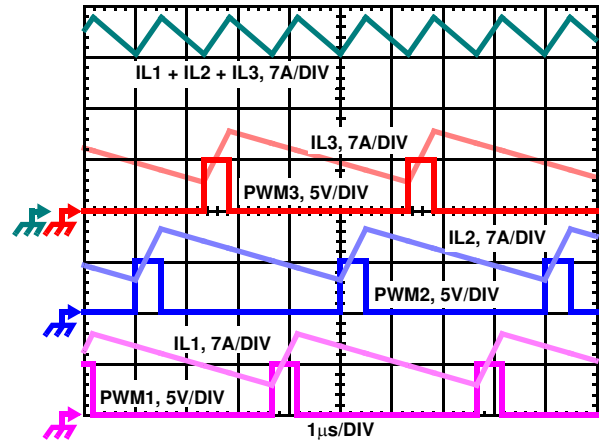 IL1 + IL2 + IL3, 7A/DIV
IL3, 7A/DIV
PWM3, 5V/DIV
IL2, 7A/DIV
PWM2, 5V/DIV
IL1, 7A/DIV
PWM1, 5V/DIV
1µs/DIV